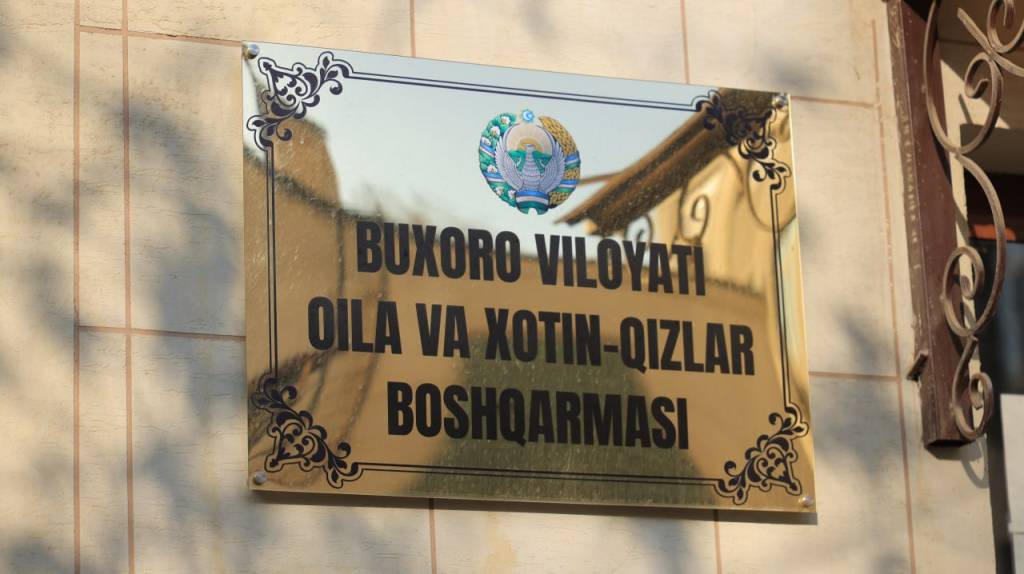 BUXORO VILOYATI
OILA VA XOTIN-QIZLAR
BOSHQARMASI